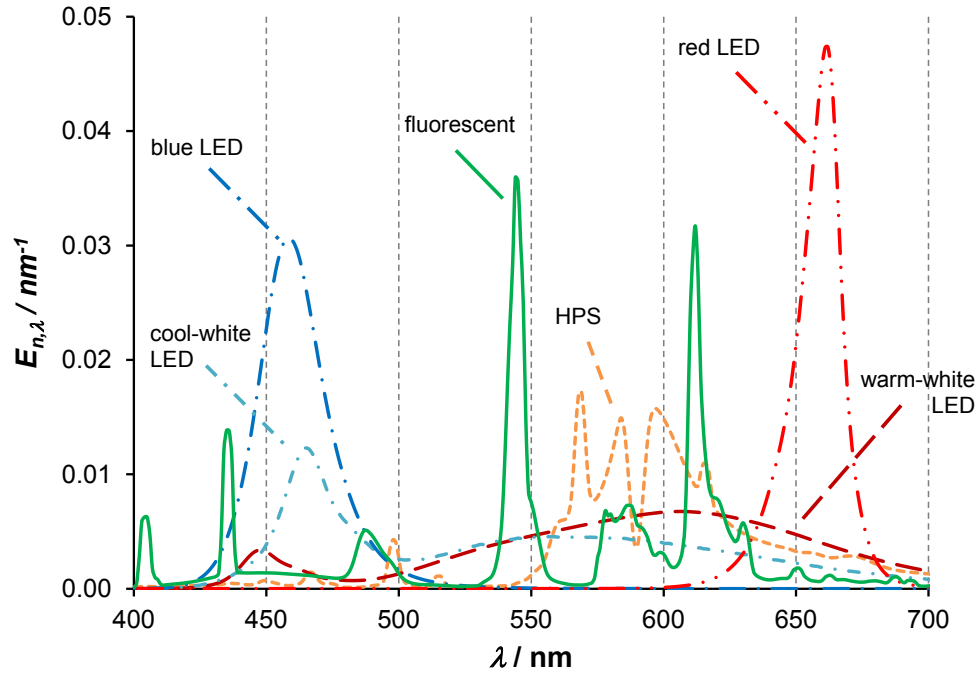 0.05
0.04
0.03
0.02
0.01
0.00
E_{n,λ} / nm^{-1}
red LED
fluorescent
blue LED
HPS
cool-white
LED
warm-white
LED
400
450
500
550
600
650
700
λ / nm